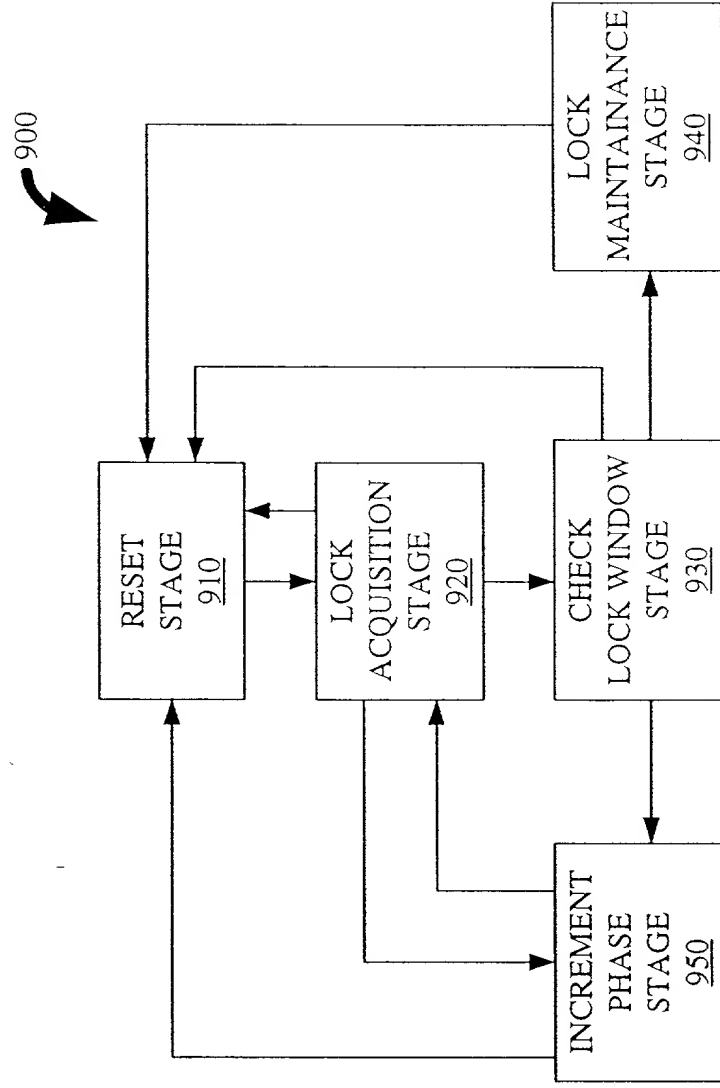 900
RESET
STAGE
910
LOCK
ACQUISITION
STAGE
920
CHECK
LOCK WINDOW
STAGE
930
LOCK
MAINTAINANCE
STAGE
940
INCREMENT
PHASE
STAGE
950